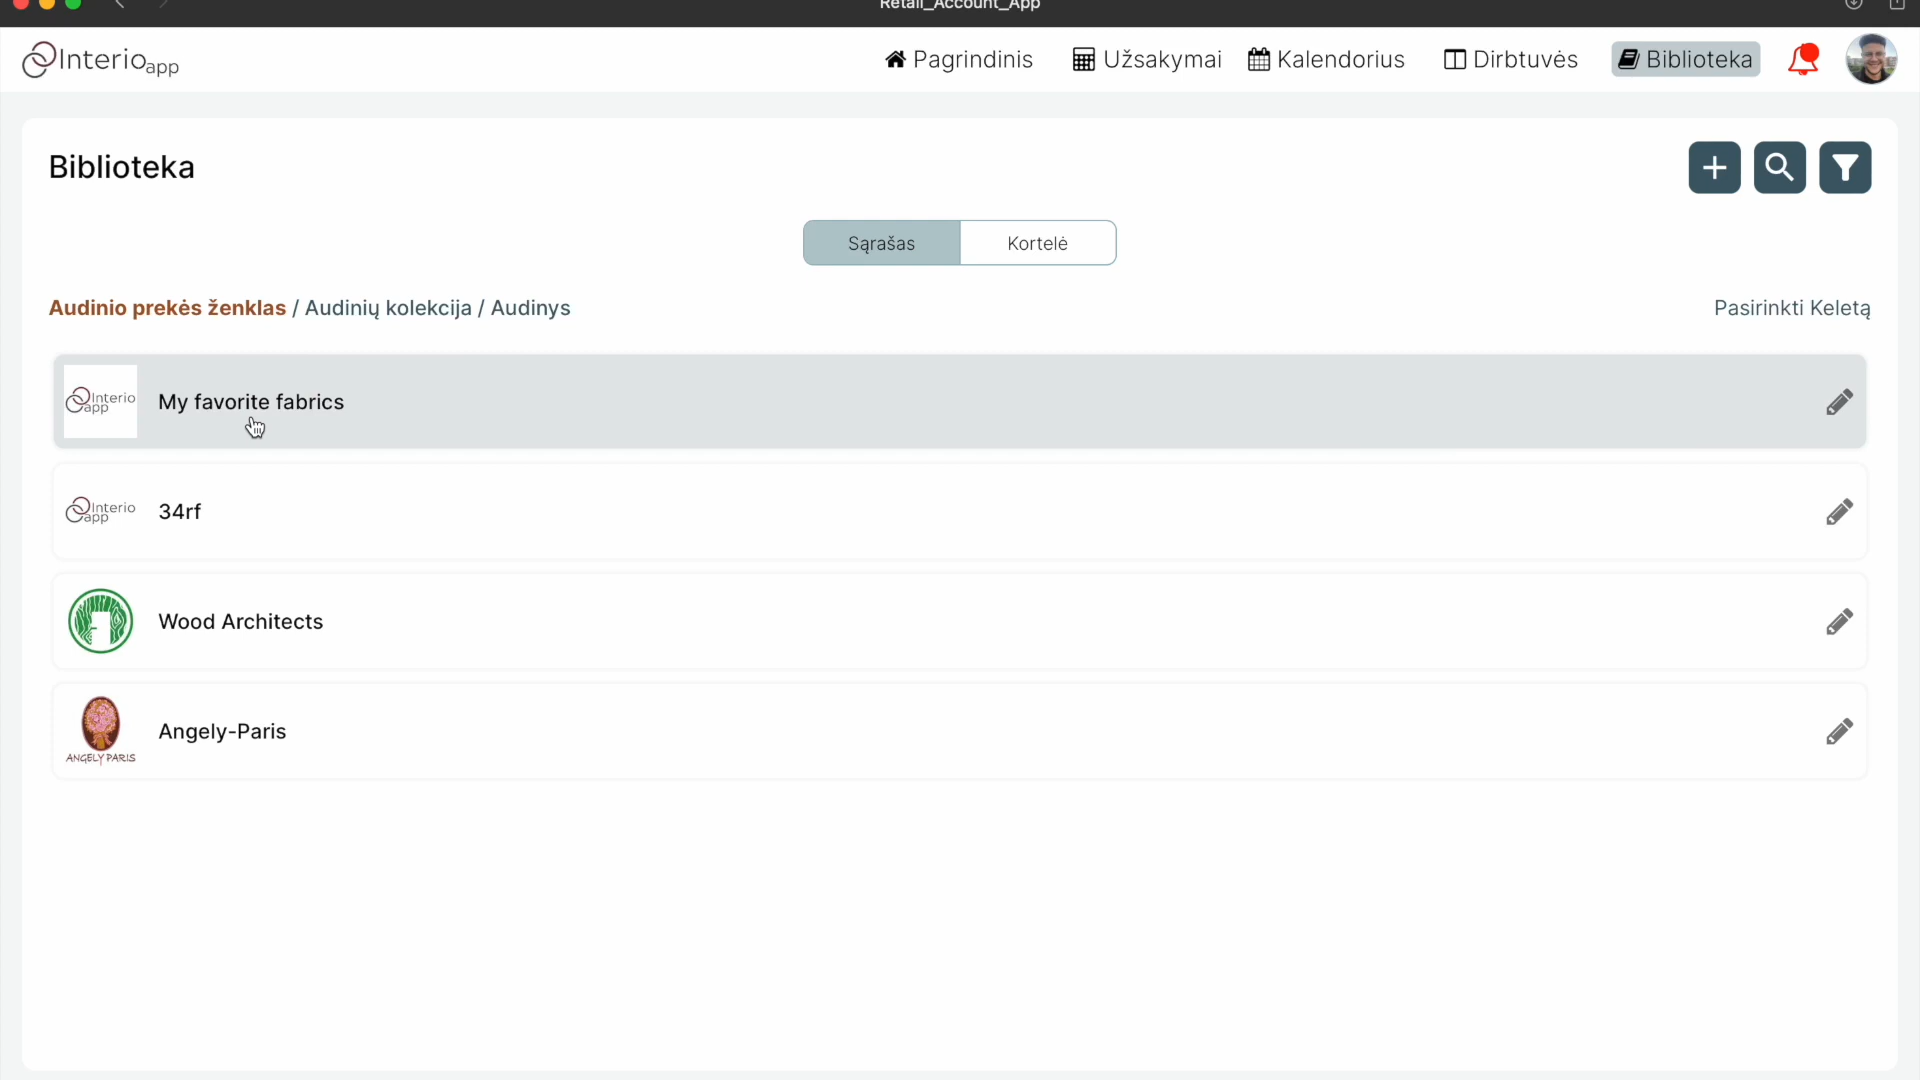 Retail_Account_App
Interioapp
Pagrindinis
Užsakymai
Kalendorius
Dirbtuvės
Biblioteka
Biblioteka
Sąrašas
Kortelė
Audinio prekės ženklas / Audinių kolekcija / Audinys
Pasirinkti Keletą
Interio
app
My favorite fabrics
Interio
app
34rf
Wood Architects
ANGELY PARIS
Angely-Paris